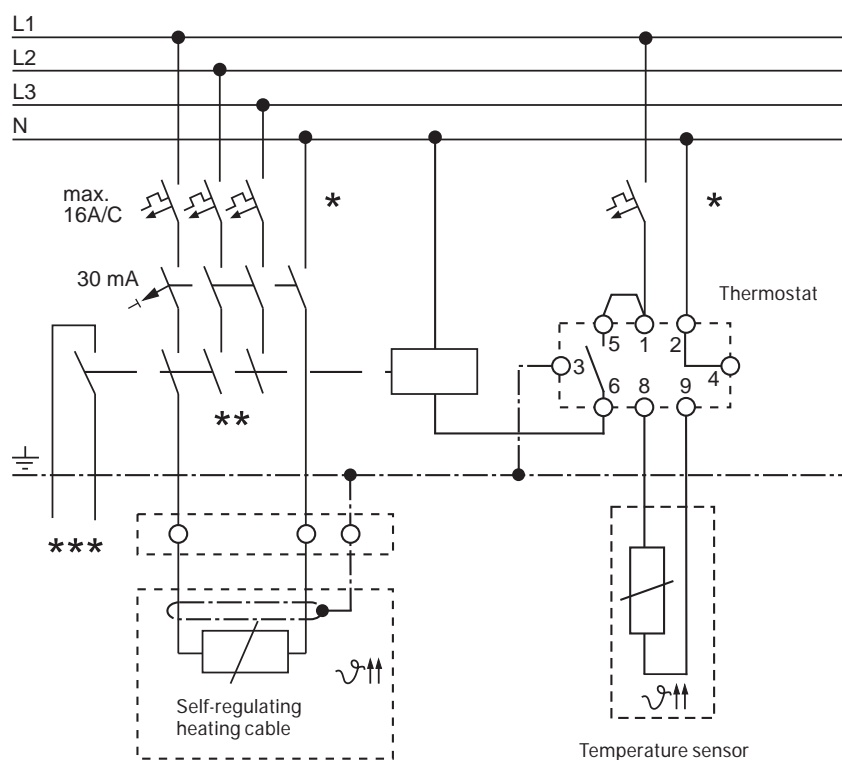 L1
L2
L3
N
max.
16A/C
*
*
30 mA
Thermostat
5 1 2
3
4
6 8 9
**
***
Self-regulating
heating cable
ϑ
ϑ
Temperature sensor